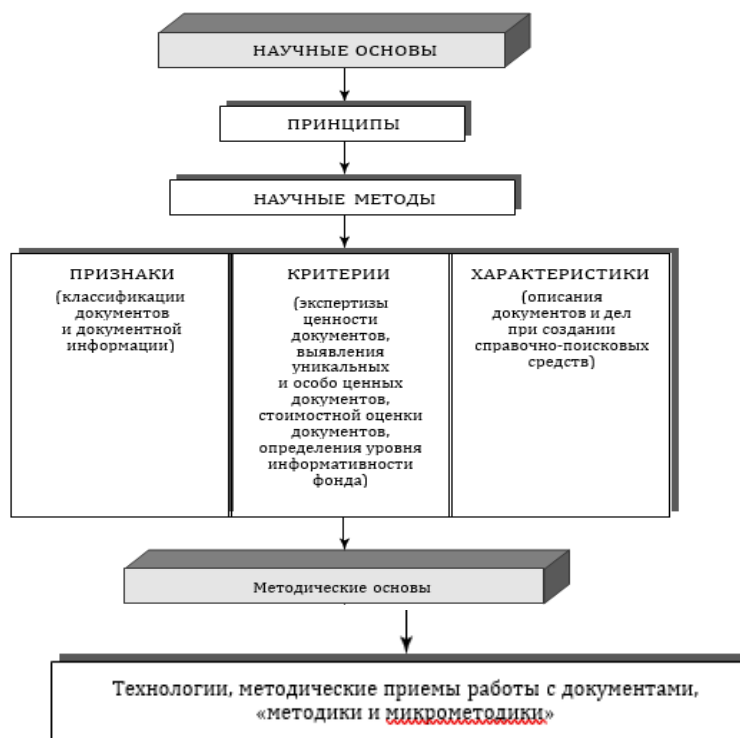 НАУЧНЫЕ ОСНОВЫ
ПРИНЦИПЫ
НАУЧНЫЕ МЕТОДЫ
ПРИЗНАКИ
(классификации
документов
и документной
информации)
КРИТЕРИИ
(экспертизы
ценности
документов,
выявления
уникальных
и особо ценных
документов,
стоимостной оценки
документов,
определения уровня
информативности
фонда)
ХАРАКТЕРИСТИКИ
(описания
документов и дел
при создании
справочно-поисковых
средств)
Методические основы
Технологии, методические приемы работы с документами,
«методики и микрометодики»